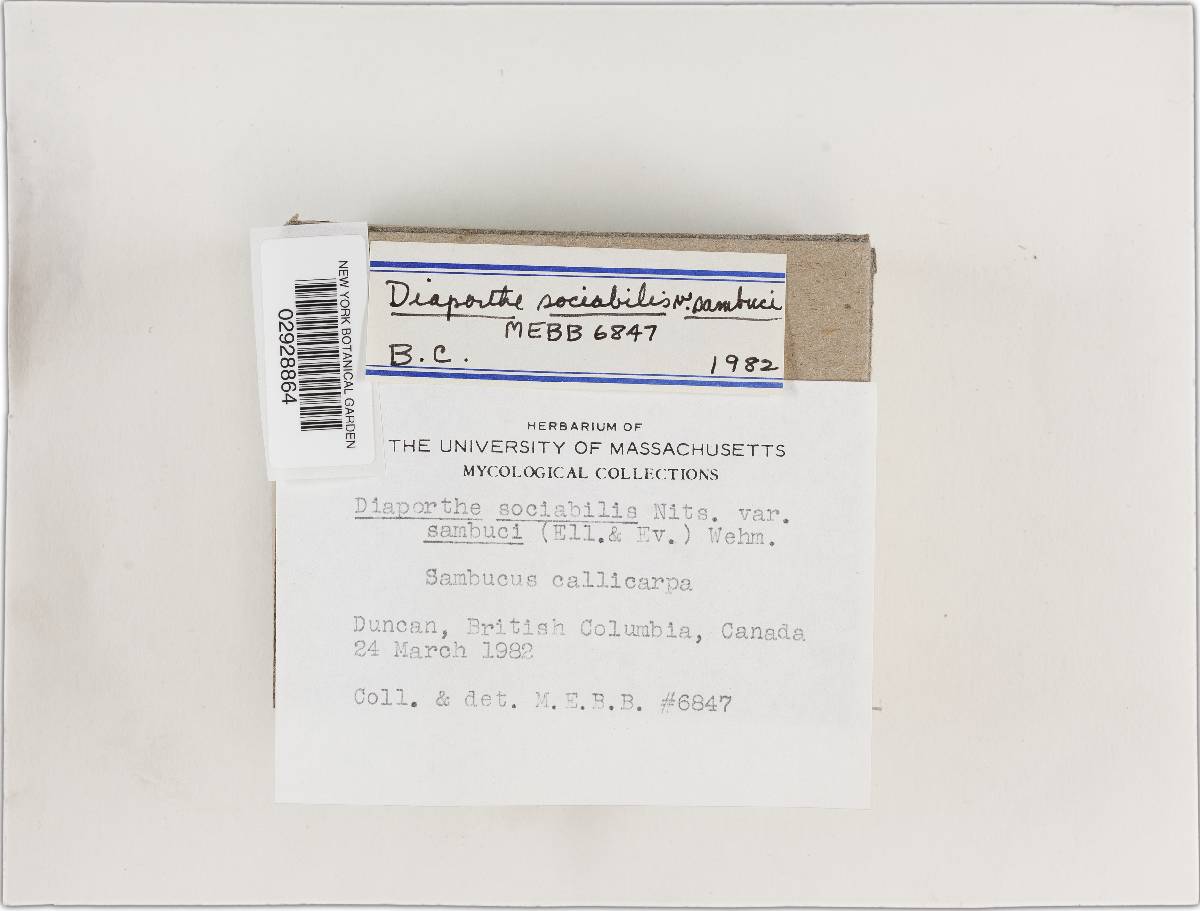 NEW YORK BOTANICAL GARDEN
02928864
Diaporthe sociabilis v. sambuci
MEBB 6847
B.C. 1982
HERBARIUM OF
THE UNIVERSITY OF MASSACHUSETTS
MYCOLOGICAL COLLECTIONS
Diaporthe sociabilis Nits. var.
sambuci (Ell.& Ev.) Wehm.
Sambucus callicarpa
Duncan, British Columbia, Canada
24 March 1982
Coll. & det. M.E.B.B. #6847